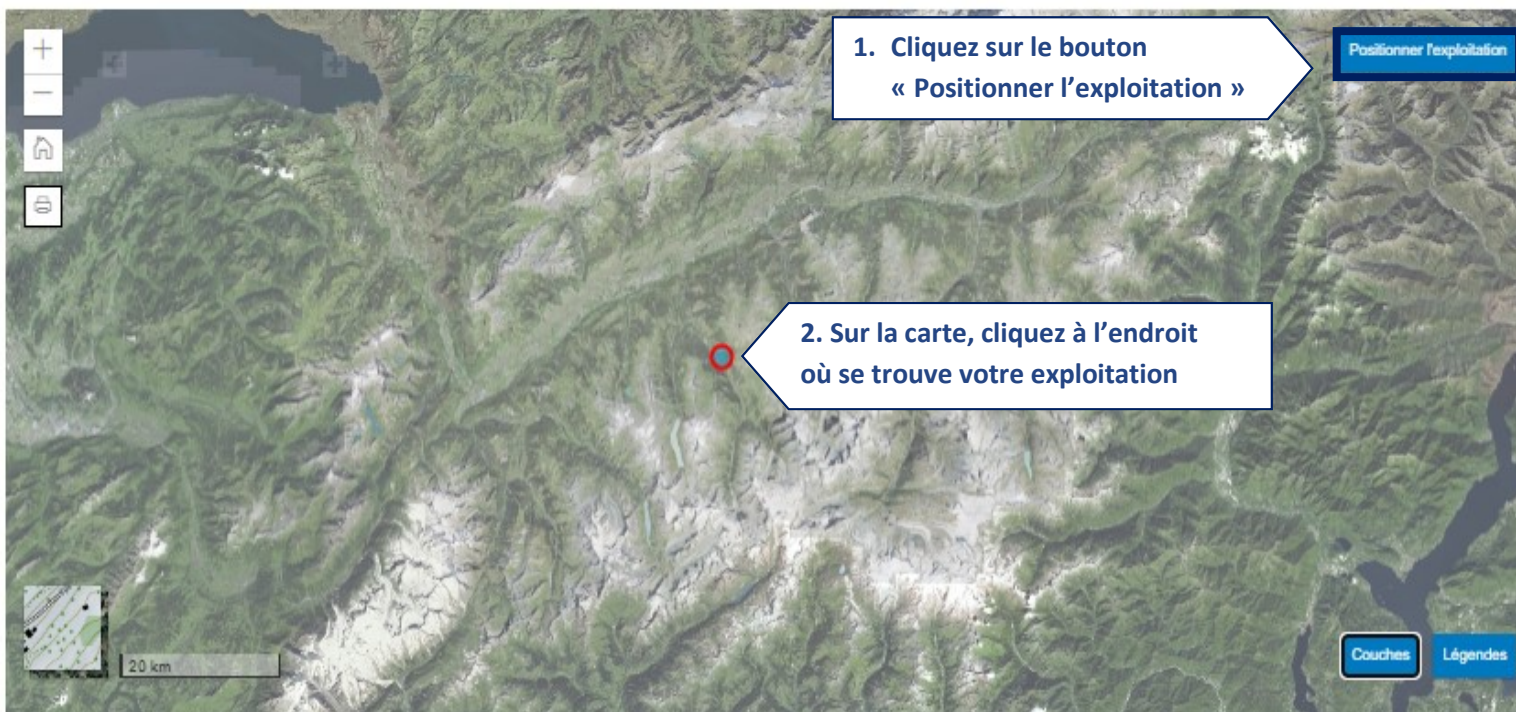 1. Cliquez sur le bouton
« Positionner l’exploitation »
Positionner l'exploitation
2. Sur la carte, cliquez à l’endroit
où se trouve votre exploitation
20 km
Couches
Légendes